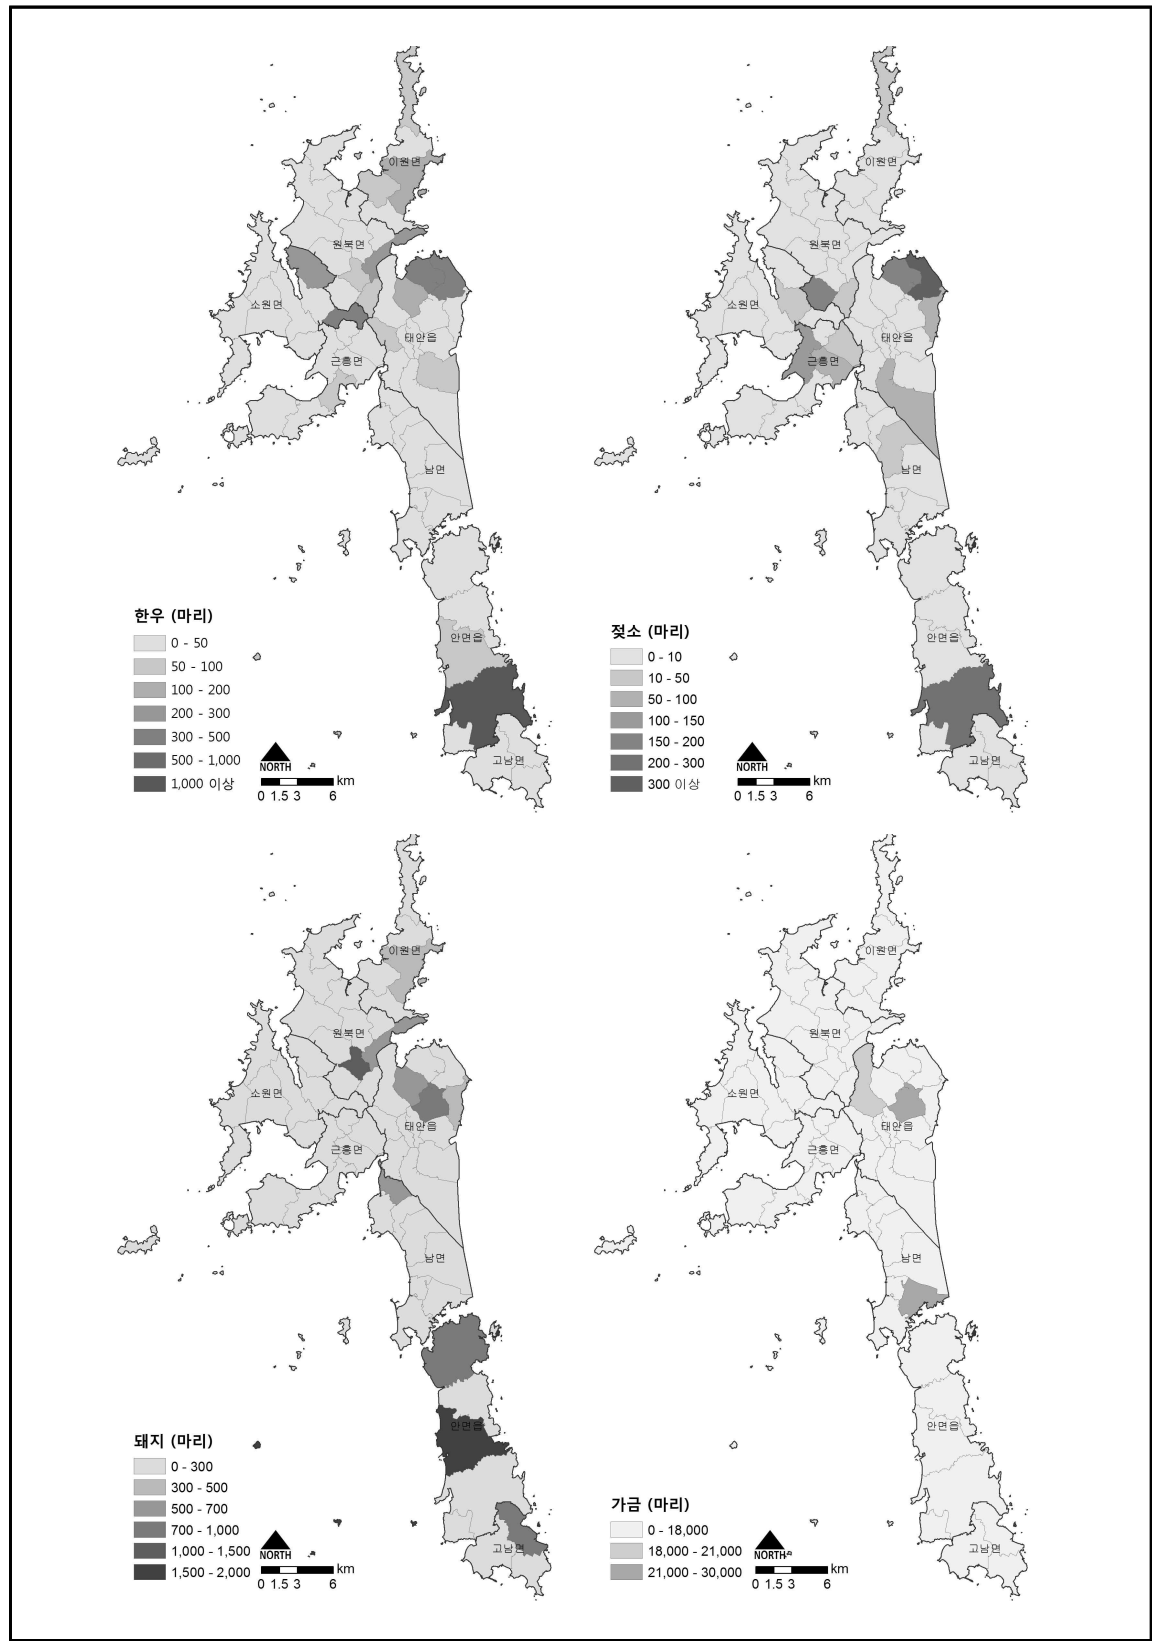 이원면
원북면
소원면
태안읍
근흥면
남면
안면읍
고남면
한우 (마리)
0 - 50
50 - 100
100 - 200
200 - 300
300 - 500
500 - 1,000
1,000 이상
NORTH
km
0 1.5 3 6
이원면
원북면
소원면
태안읍
근흥면
남면
안면읍
고남면
젖소 (마리)
0 - 10
10 - 50
50 - 100
100 - 150
150 - 200
200 - 300
300 이상
NORTH
km
0 1.5 3 6
이원면
원북면
소원면
태안읍
근흥면
남면
안면읍
고남면
돼지 (마리)
0 - 300
300 - 500
500 - 700
700 - 1,000
1,000 - 1,500
1,500 - 2,000
NORTH
km
0 1.5 3 6
이원면
원북면
소원면
태안읍
근흥면
남면
안면읍
고남면
가금 (마리)
0 - 18,000
18,000 - 21,000
21,000 - 30,000
NORTH
km
0 1.5 3 6